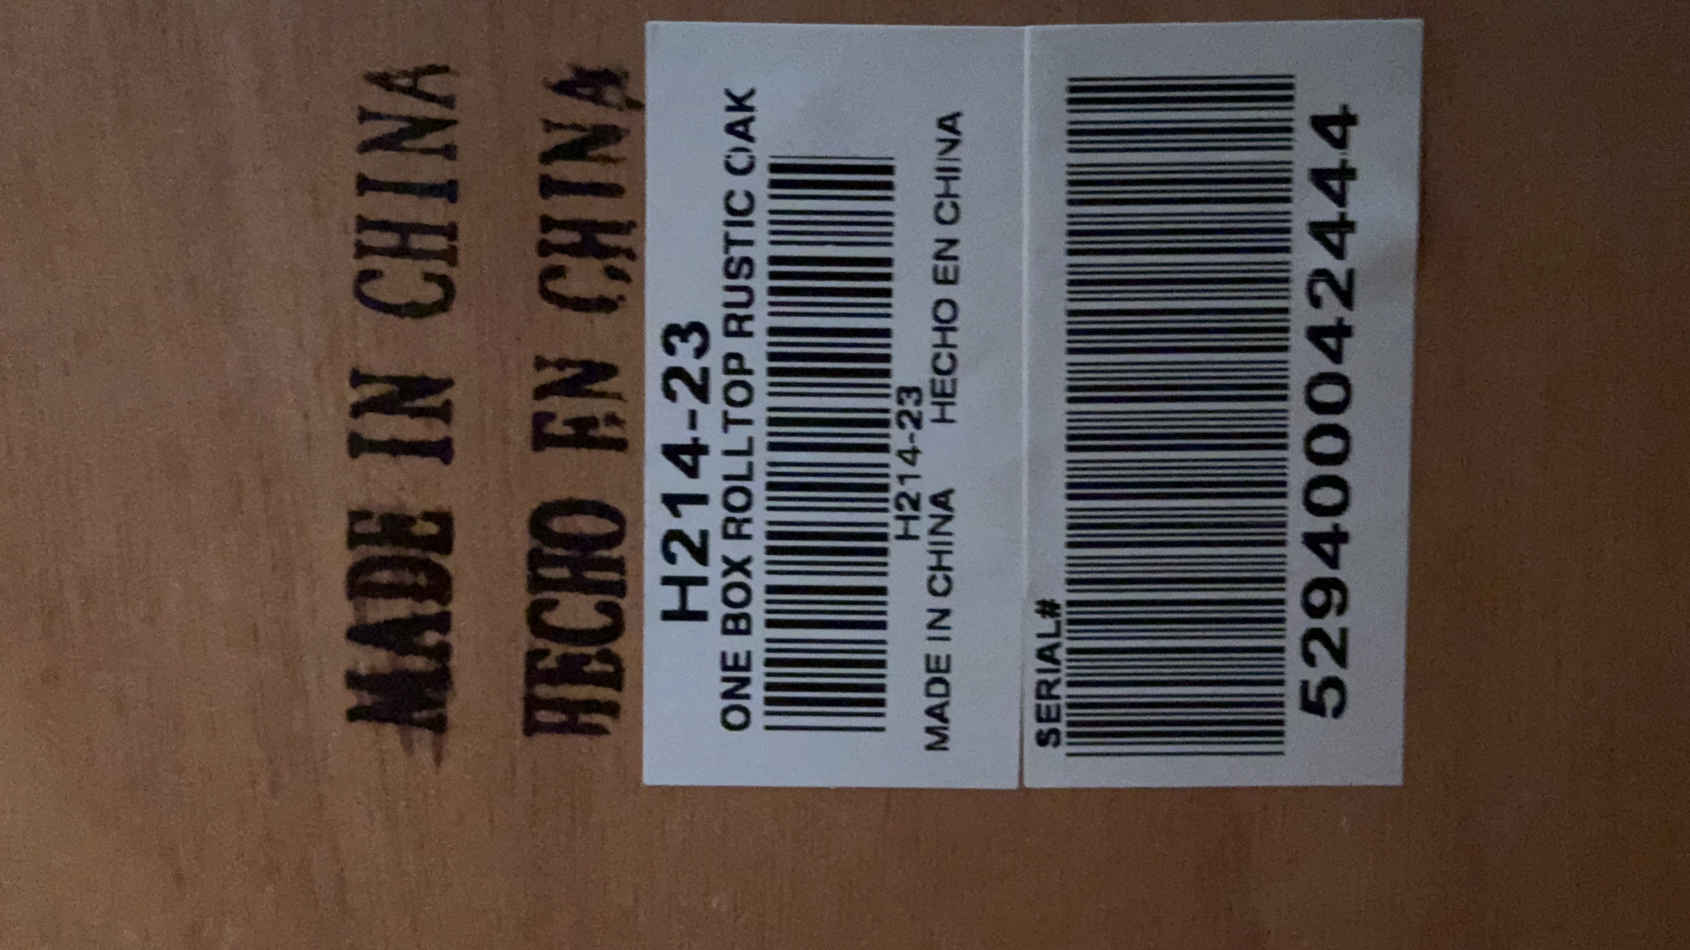 MADE IN CHINA
HECHO EN CHINA
H214-23
ONE BOX ROLLTOP RUSTIC OAK
H214-23
MADE IN CHINA HECHO EN CHINA
SERIAL#
5294000042444